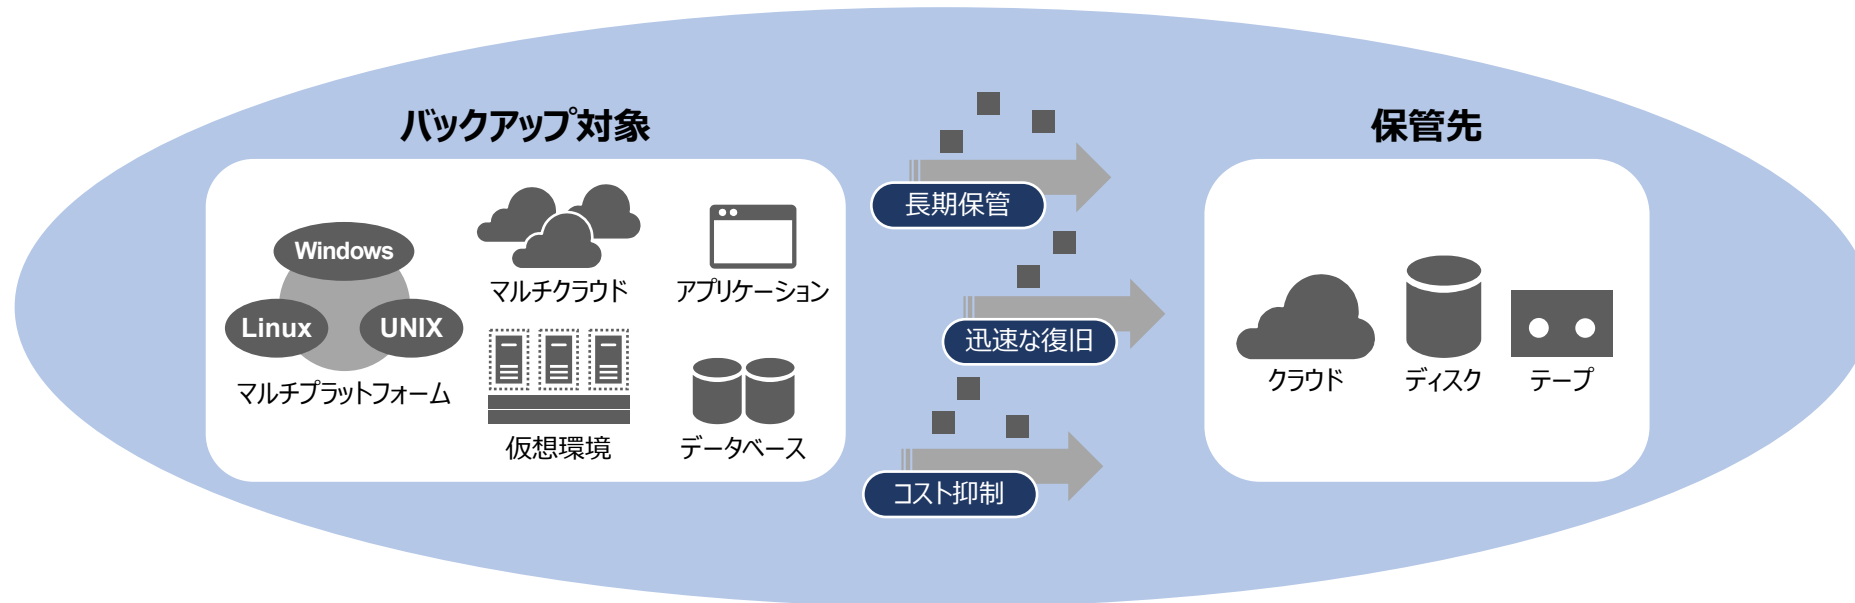 バックアップ対象
Windows
Linux
UNIX
マルチプラットフォーム
マルチクラウド
アプリケーション
仮想環境
データベース
長期保管
迅速な復旧
コスト抑制
保管先
クラウド
ディスク
テープ